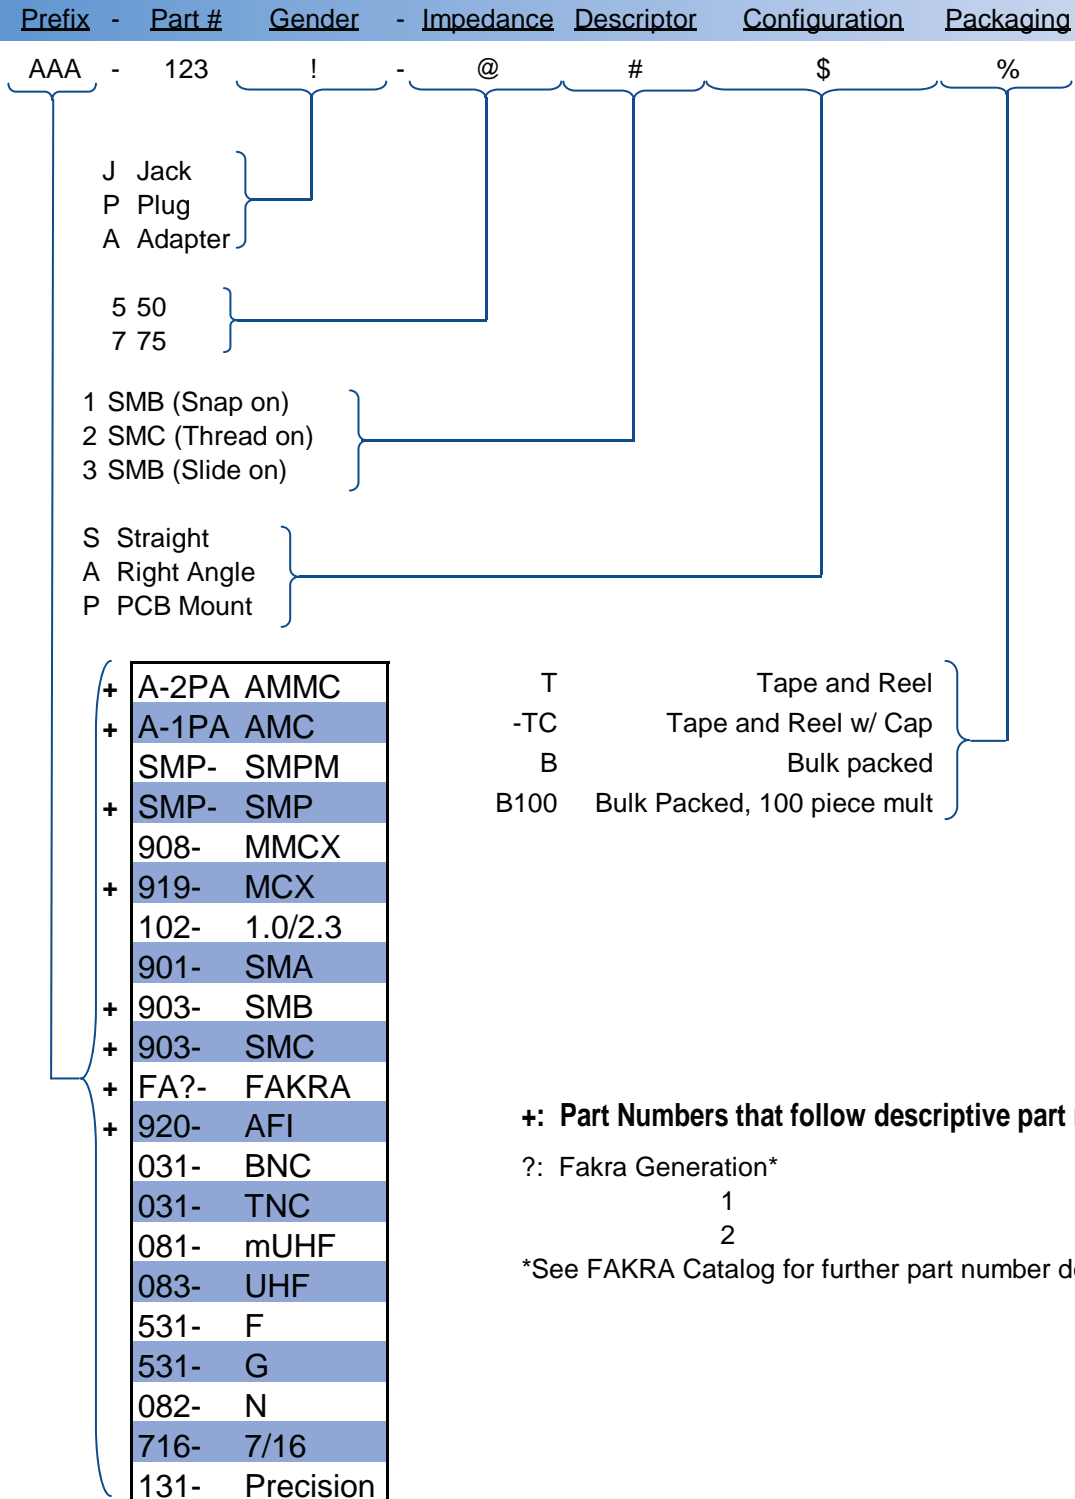 Prefix - Part # Gender - Impedance Descriptor Configuration Packaging
AAA - 123 ! - @ # $ %
J Jack
P Plug
A Adapter
5 50
7 75
1 SMB (Snap on)
2 SMC (Thread on)
3 SMB (Slide on)
S Straight
A Right Angle
P PCB Mount
+ A-2PA AMMC
+ A-1PA AMC
SMP- SMPM
+ SMP- SMP
908- MMCX
+ 919- MCX
102- 1.0/2.3
901- SMA
+ 903- SMB
+ 903- SMC
+ FA?- FAKRA
+ 920- AFI
031- BNC
031- TNC
081- mUHF
083- UHF
531- F
531- G
082- N
716- 7/16
131- Precision
T Tape and Reel
-TC Tape and Reel w/ Cap
B Bulk packed
B100 Bulk Packed, 100 piece mult
+: Part Numbers that follow descriptive part
?: Fakra Generation*
1
2
*See FAKRA Catalog for further part number